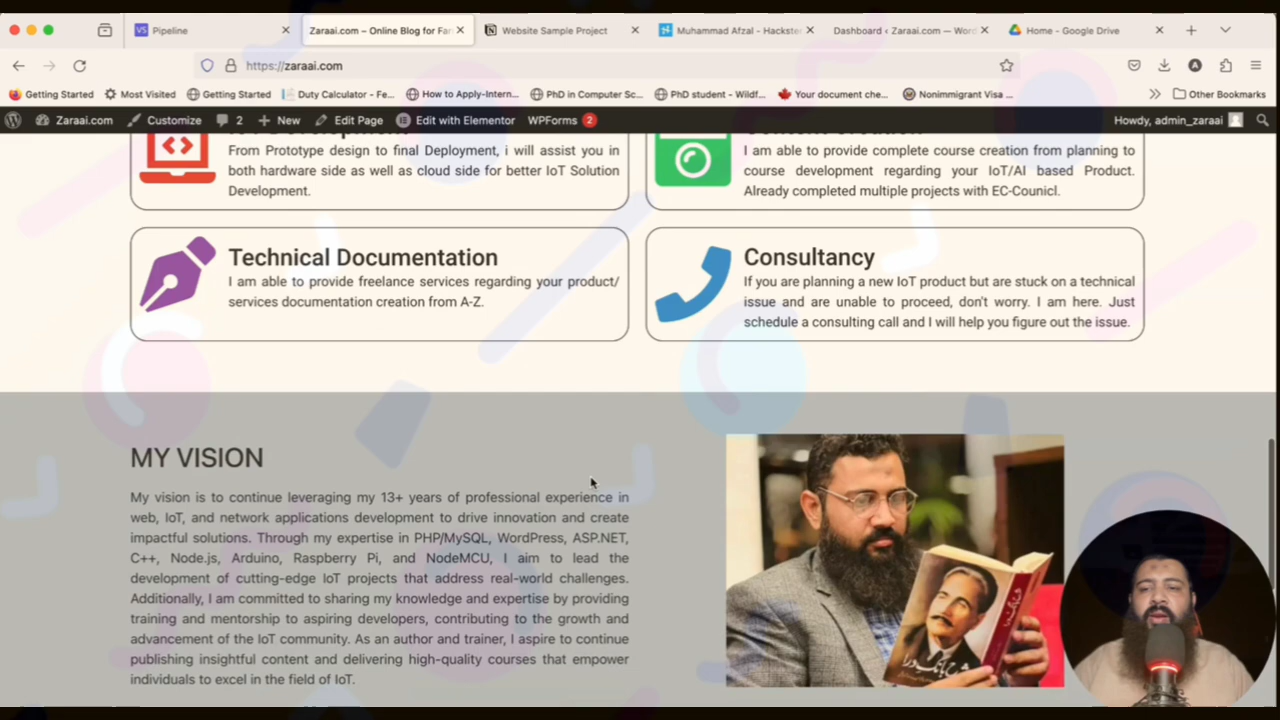 Pipeline
Zaraai.com – Online Blog for Far
Website Sample Project
Muhammad Afzal - Hackster
Dashboard ‹ Zaraai.com — Word
Home - Google Drive
https://zaraai.com
Getting Started
Most Visited
Getting Started
Duty Calculator - Fe...
How to Apply-Intern...
PhD in Computer Sc...
PhD student - Wildf...
Your document che...
Nonimmigrant Visa ...
Other Bookmarks
Zaraai.com
Customize
2
New
Edit Page
Edit with Elementor
WPForms 2
Howdy, admin_zaraai
From Prototype design to final Deployment, i will assist you in
both hardware side as well as cloud side for better IoT Solution
Development.
Content Creation
I am able to provide complete course creation from planning to
course development regarding your IoT/AI based Product.
Already completed multiple projects with EC-Counicl.
Technical Documentation
I am able to provide freelance services regarding your product/
services documentation creation from A-Z.
Consultancy
If you are planning a new IoT product but are stuck on a technical
issue and are unable to proceed, don't worry. I am here. Just
schedule a consulting call and I will help you figure out the issue.
MY VISION
My vision is to continue leveraging my 13+ years of professional experience in
web, IoT, and network applications development to drive innovation and create
impactful solutions. Through my expertise in PHP/MySQL, WordPress, ASP.NET,
C++, Node.js, Arduino, Raspberry Pi, and NodeMCU, I aim to lead the
development of cutting-edge IoT projects that address real-world challenges.
Additionally, I am committed to sharing my knowledge and expertise by providing
training and mentorship to aspiring developers, contributing to the growth and
advancement of the IoT community. As an author and trainer, I aspire to continue
publishing insightful content and delivering high-quality courses that empower
individuals to excel in the field of IoT.